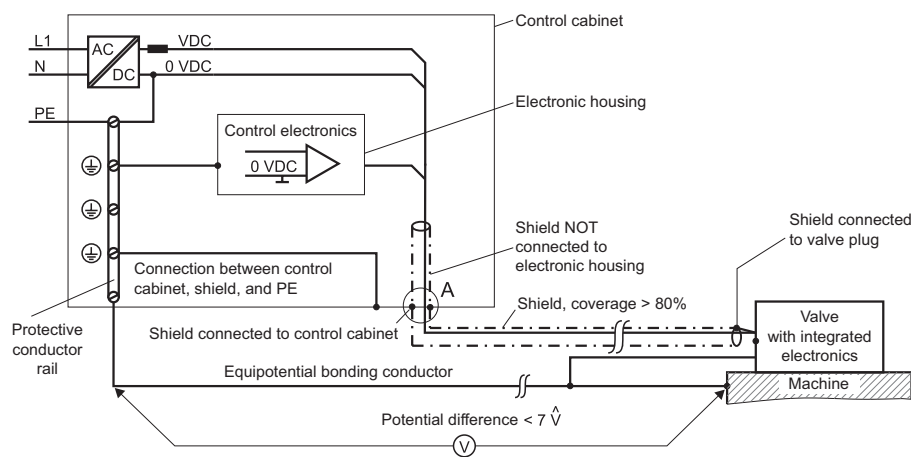 Control cabinet
L1
AC
VDC
N
DC
0 VDC
PE
Electronic housing
Control electronics
0 VDC
Shield NOT
connected to
electronic housing
Shield connected
to valve plug
Connection between control
cabinet, shield, and PE
A
Shield, coverage > 80%
Protective
conductor
rail
Shield connected to control cabinet
Valve
with integrated
electronics
Equipotential bonding conductor
Machine
Potential difference < 7 V̂
V